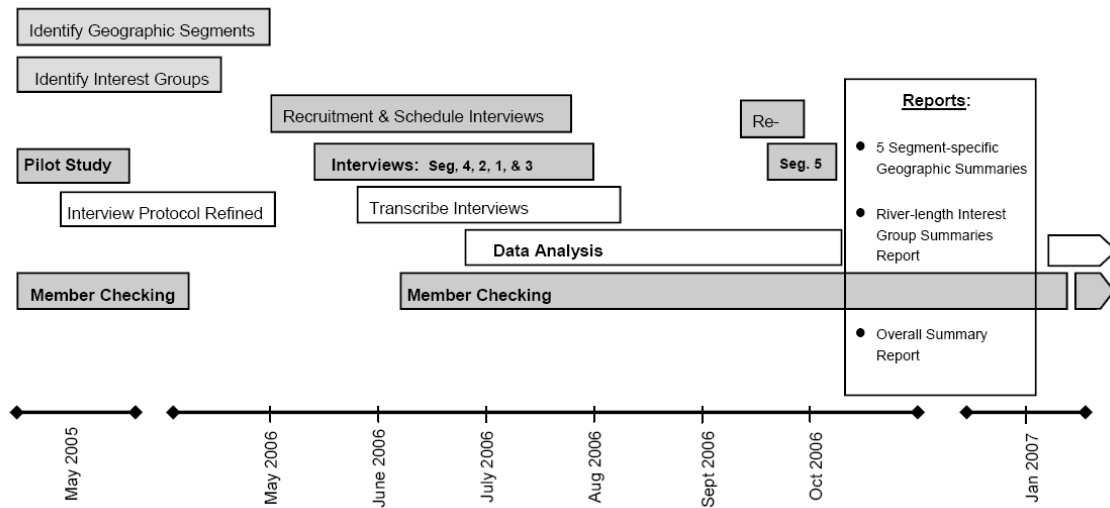 Identify Geographic Segments
Identify Interest Groups
Recruitment & Schedule Interviews
Re-
Pilot Study
Interviews: Seg, 4, 2, 1, & 3
Seg. 5
Interview Protocol Refined
Transcribe Interviews
Data Analysis
Member Checking
Member Checking
Reports:
● 5 Segment-specific
Geographic Summaries
● River-length Interest
Group Summaries
Report
● Overall Summary
Report
May 2005
May 2006
June 2006
July 2006
Aug 2006
Sept 2006
Oct 2006
Jan 2007